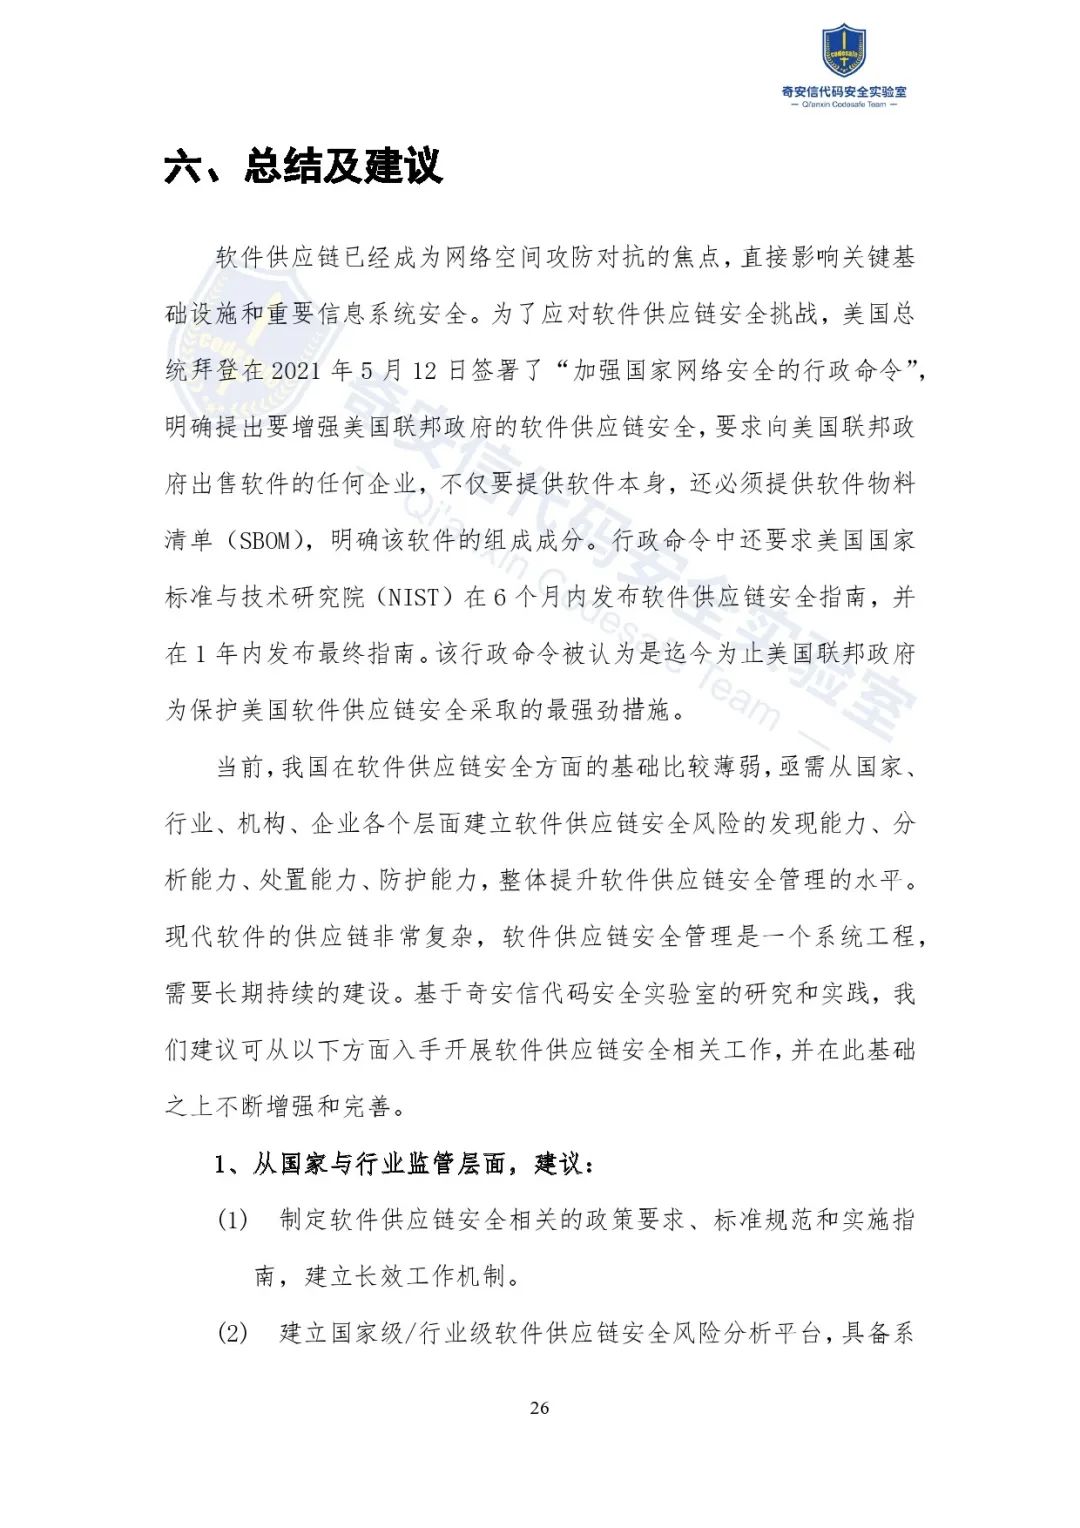 codesafe
奇安信代码安全实验室
— Qi'anxin Codesafe Team —
六、总结及建议
软件供应链已经成为网络空间攻防对抗的焦点，直接影响关键基
础设施和重要信息系统安全。为了应对软件供应链安全挑战，美国总
统拜登在 2021 年 5 月 12 日签署了“加强国家网络安全的行政命令”，
明确提出要增强美国联邦政府的软件供应链安全，要求向美国联邦政
府出售软件的任何企业，不仅要提供软件本身，还必须提供软件物料
清单（SBOM），明确该软件的组成成分。行政命令中还要求美国国家
标准与技术研究院（NIST）在 6 个月内发布软件供应链安全指南，并
在 1 年内发布最终指南。该行政命令被认为是迄今为止美国联邦政府
为保护美国软件供应链安全采取的最强劲措施。
当前，我国在软件供应链安全方面的基础比较薄弱，亟需从国家、
行业、机构、企业各个层面建立软件供应链安全风险的发现能力、分
析能力、处置能力、防护能力，整体提升软件供应链安全管理的水平。
现代软件的供应链非常复杂，软件供应链安全管理是一个系统工程，
需要长期持续的建设。基于奇安信代码安全实验室的研究和实践，我
们建议可从以下方面入手开展软件供应链安全相关工作，并在此基础
之上不断增强和完善。
1、从国家与行业监管层面，建议：
(1) 制定软件供应链安全相关的政策要求、标准规范和实施指
南，建立长效工作机制。
(2) 建立国家级/行业级软件供应链安全风险分析平台，具备系
26
codesafe
奇安信代码安全实验室
— Qi'anxin Codesafe Team —